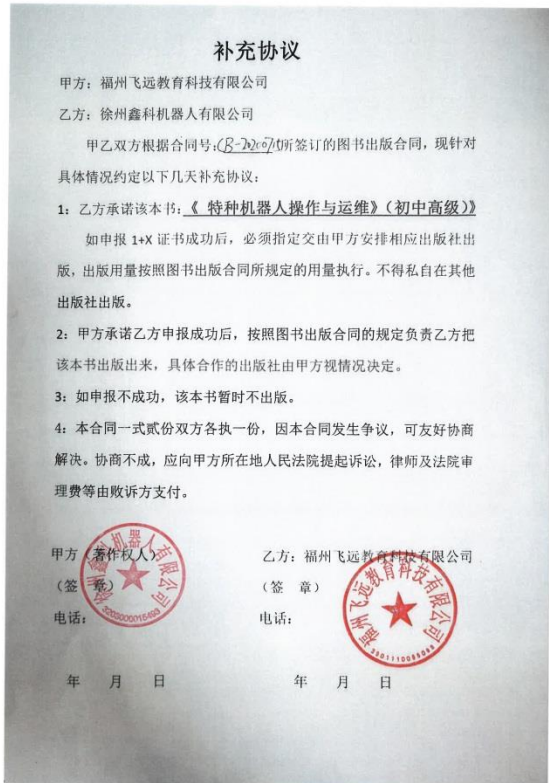 补充协议
甲方：福州飞远教育科技有限公司
乙方：徐州鑫科机器人有限公司
甲乙双方根据合同号：所签订的图书出版合同，现针对
具体情况约定以下几天补充协议：
1：乙方承诺该本书：《 特种机器人操作与运维》（初中高级）》
如申报 1+X 证书成功后，必须指定交由甲方安排相应出版社出
版，出版用量按照图书出版合同所规定的用量执行。不得私自在其他
出版社出版。
2：甲方承诺乙方申报成功后，按照图书出版合同的规定负责乙方把
该本书出版出来，具体合作的出版社由甲方视情况决定。
3：如申报不成功，该本书暂时不出版。
4：本合同一式贰份双方各执一份，因本合同发生争议，可友好协商
解决。协商不成，应向甲方所在地人民法院提起诉讼，律师及法院审
理费等由败诉方支付。
甲方（著作权人） 乙方：福州飞远教育科技有限公司
（签 章） （签 章）
电话： 电话：
年 月 日 年 月 日
徐州鑫科机器人有限公司
福州飞远教育科技有限公司